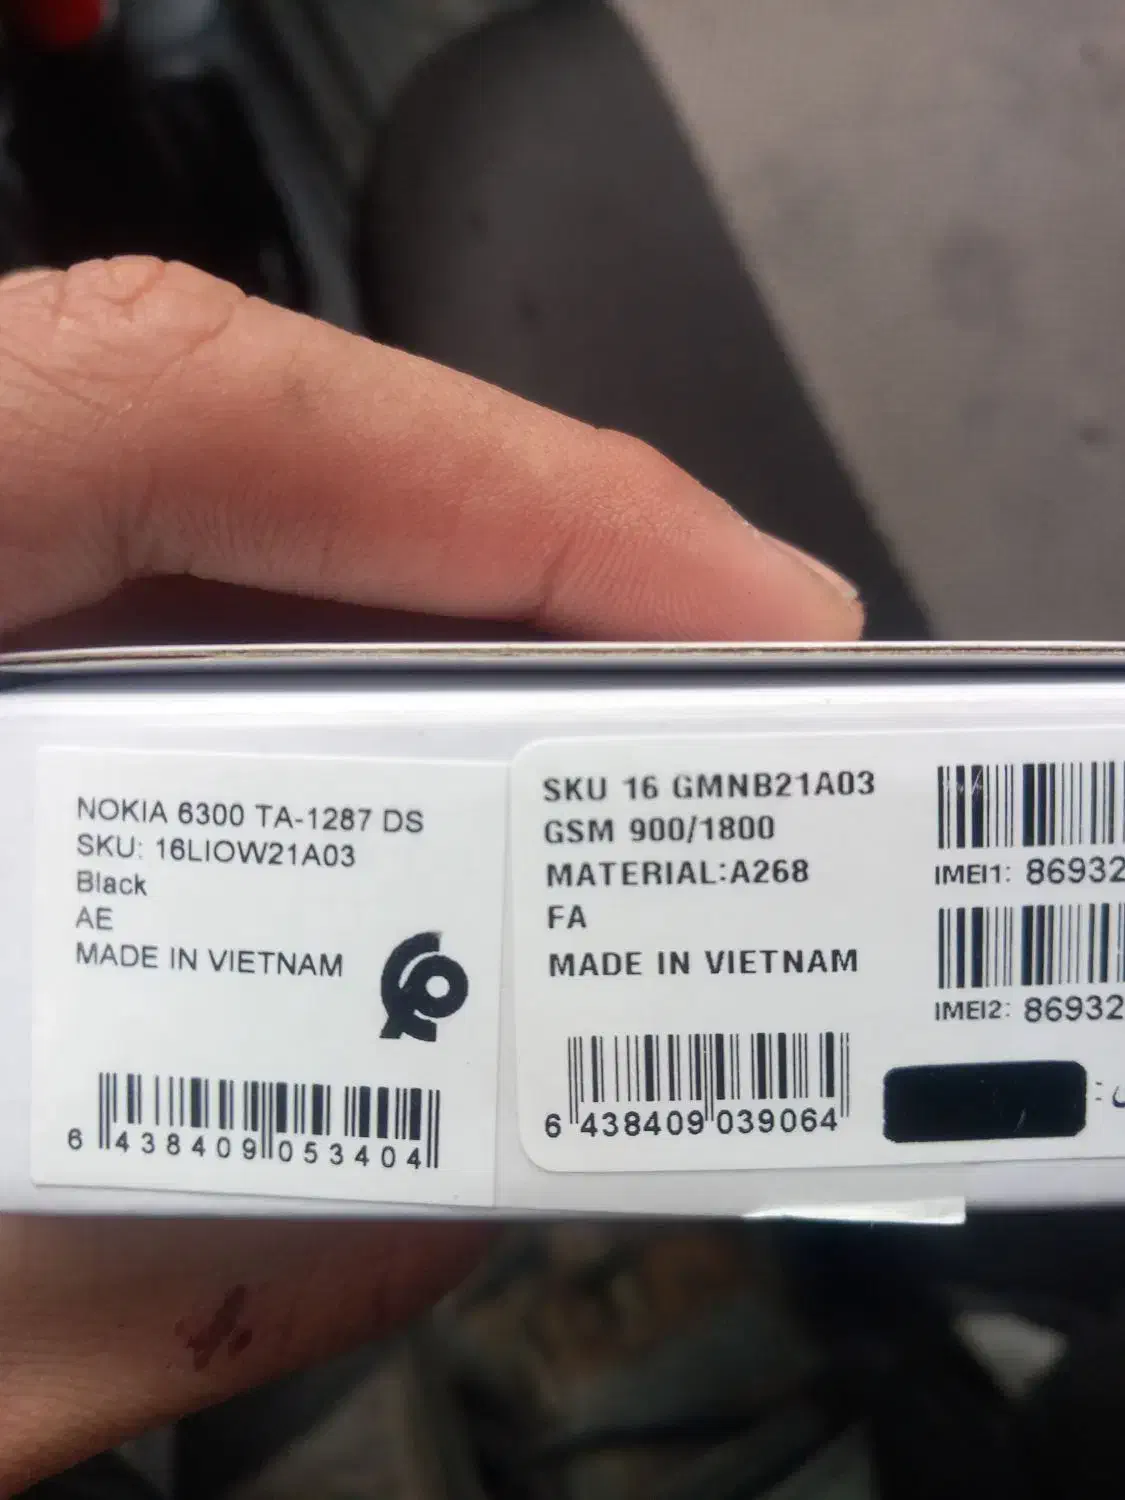 NOKIA 6300 TA-1287 DS
SKU: 16LIOW21A03
Black
AE
MADE IN VIETNAM
6 438409 053404
SKU 16 GMNB21A03
GSM 900/1800
MATERIAL:A268
FA
MADE IN VIETNAM
6 438409 039064
IMEI1: 86932
IMEI2: 86932